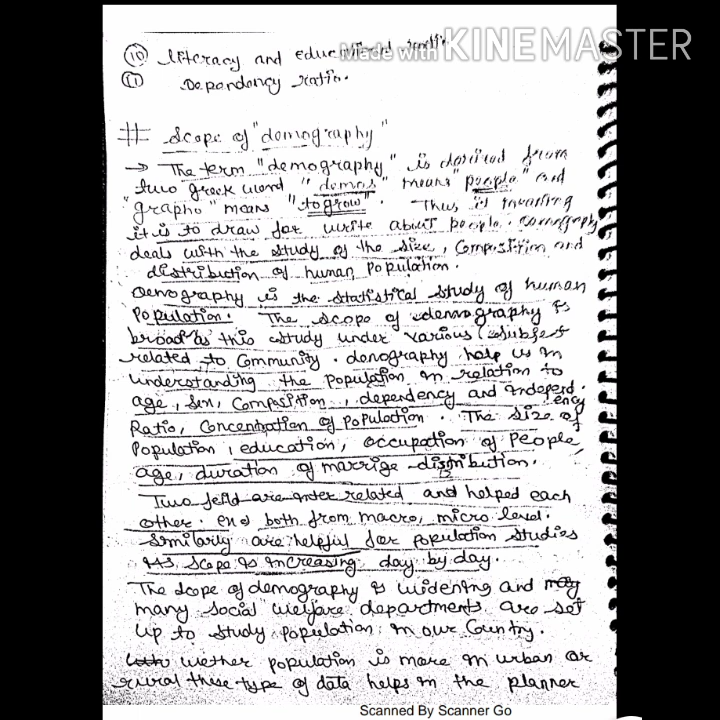 Made with KINEMASTER
(10) literacy and educational ratio.
(11) Dependency ratio.
# Scope of "demography"
→ The term "demography" is derived from
two greek word "demos" means "people" and
"grapho" means "to grow". Thus is
it is to draw for write about people. demography
deals with the study of the size, Composition and
distribution of human population.
Demography is the statistical study of human
Population. The scope of demography is
broad as this study under various subject
related to Community. demography help us in
understanding the population in relation to
age, sex, Composition, dependency and independ.
ency
Ratio, Concentration of Population. The size of
Population, education, occupation of People,
age, duration of marrige distribution.
Two feild are inter related and helped each
other. both from macro, micro level.
Similarly are helpful for population studies
its scope is increasing day by day.
The scope of demography is widening and may
many social welfare departments are set
up to study population in our Country.
wether population is more in urban or
rural these type of data helps in the planner
Scanned By Scanner Go